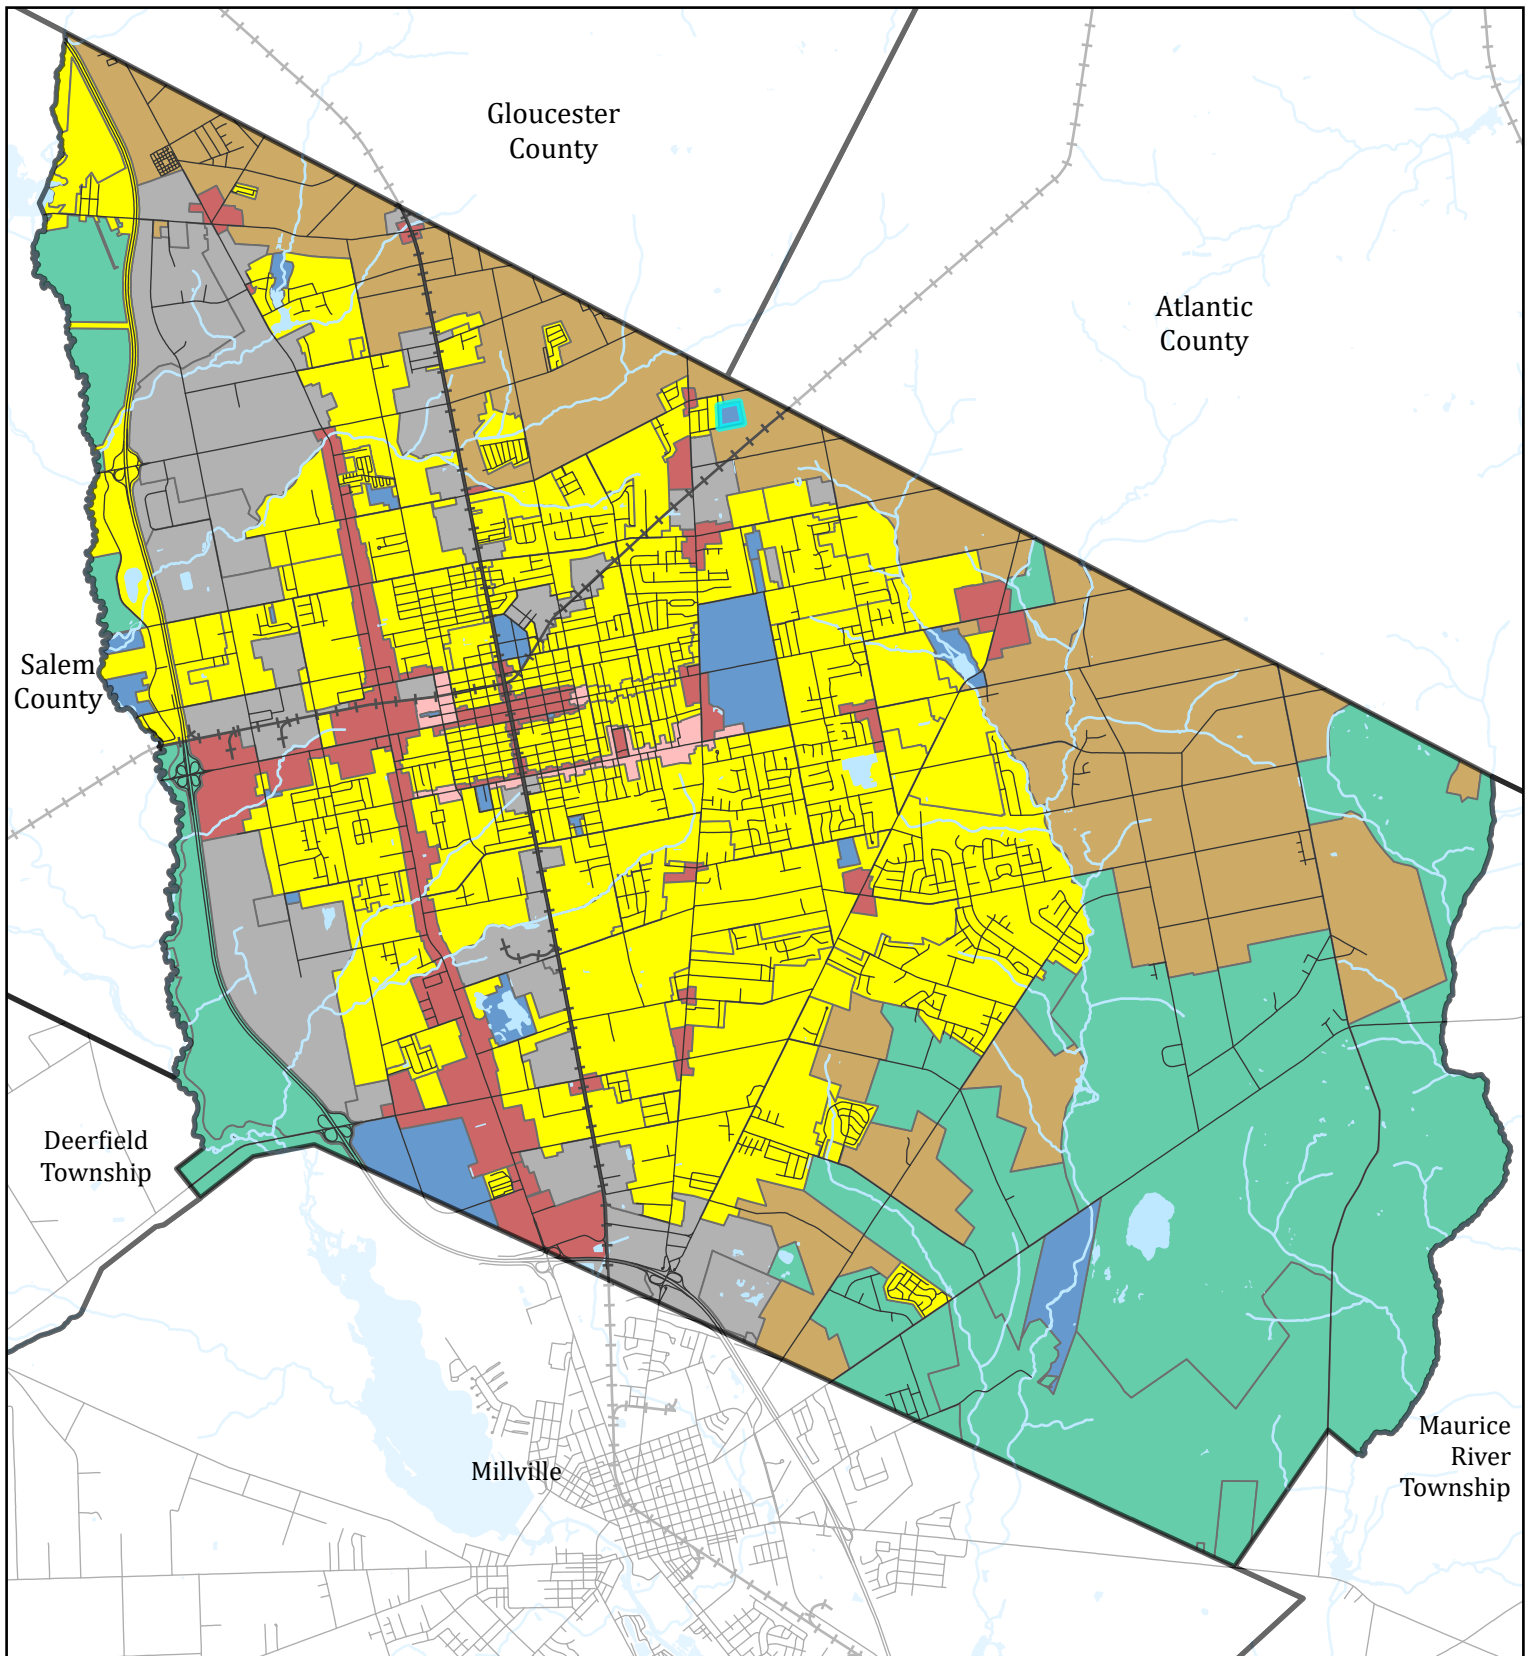 Gloucester
County
Atlantic
County
Salem
County
Deerfield
Township
Millville
Maurice
River
Township